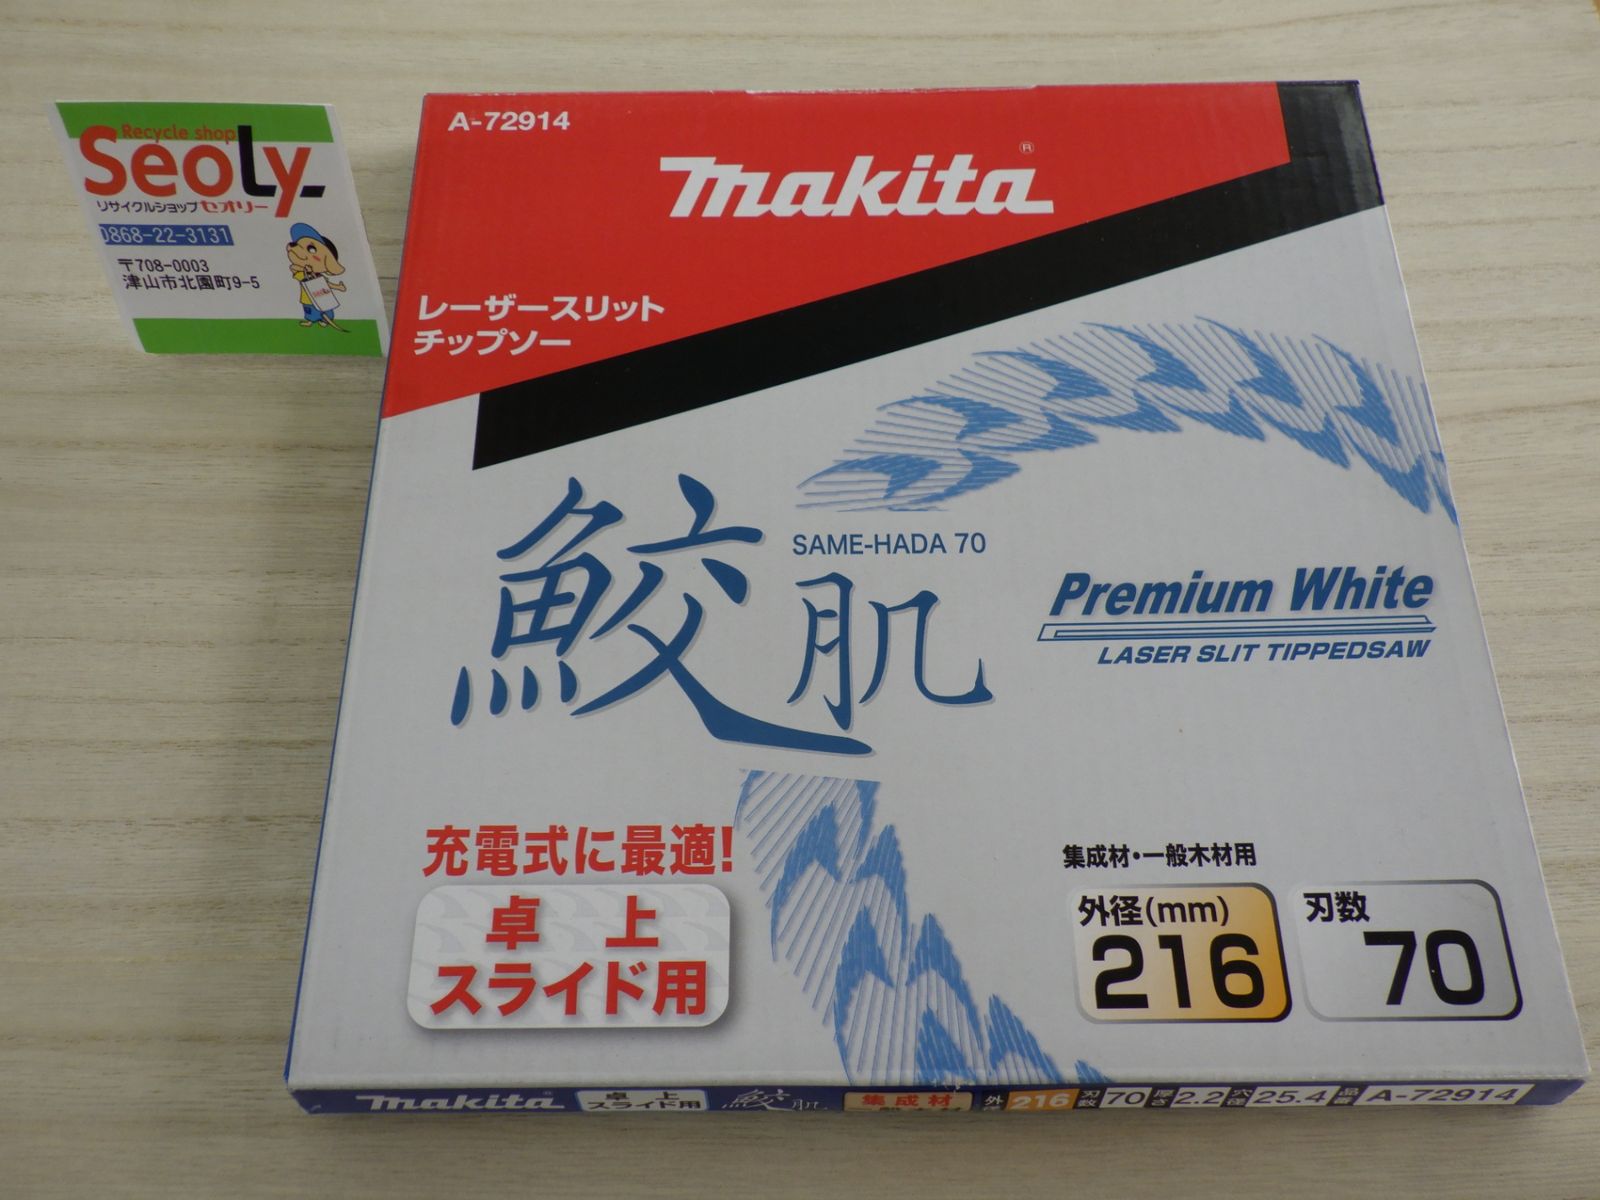 Recycle shop
Seoly
リサイクルショップセオリー
0868-22-3131
〒708-0003
津山市北園町9-5
A-72914
makita®
レーザースリット
チップソー
SAME-HADA 70
鮫肌
Premium White
LASER SLIT TIPPEDSAW
充電式に最適!
卓上
スライド用
集成材・一般木材用
外径(mm)
216
刃数
70
makita® 卓上 スライド用 鮫肌 集成材 外径 216 刃数 70 厚さ 2.2 穴径 25.4 品番 A-72914